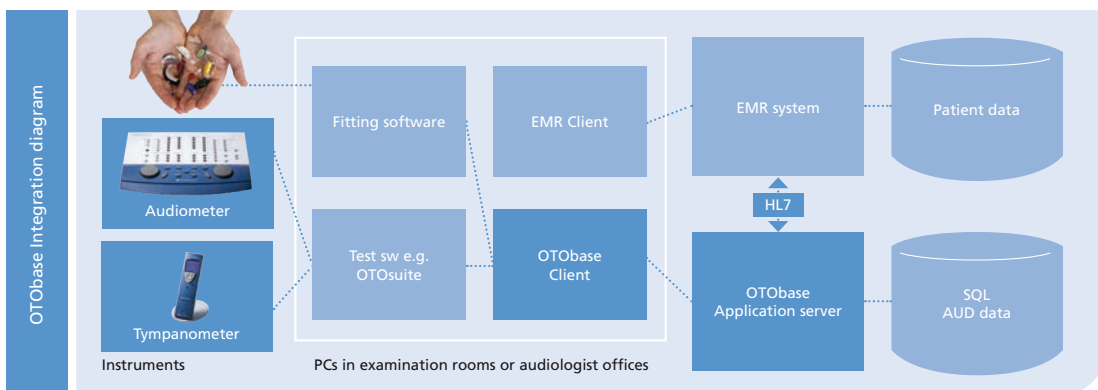 OTObase Integration diagram
Fitting software
EMR Client
EMR system
Patient data
Audiometer
HL7
Test sw e.g.
OTOsuite
OTObase
Client
OTObase
Application server
SQL
AUD data
Tympanometer
Instruments
PCs in examination rooms or audiologist offices